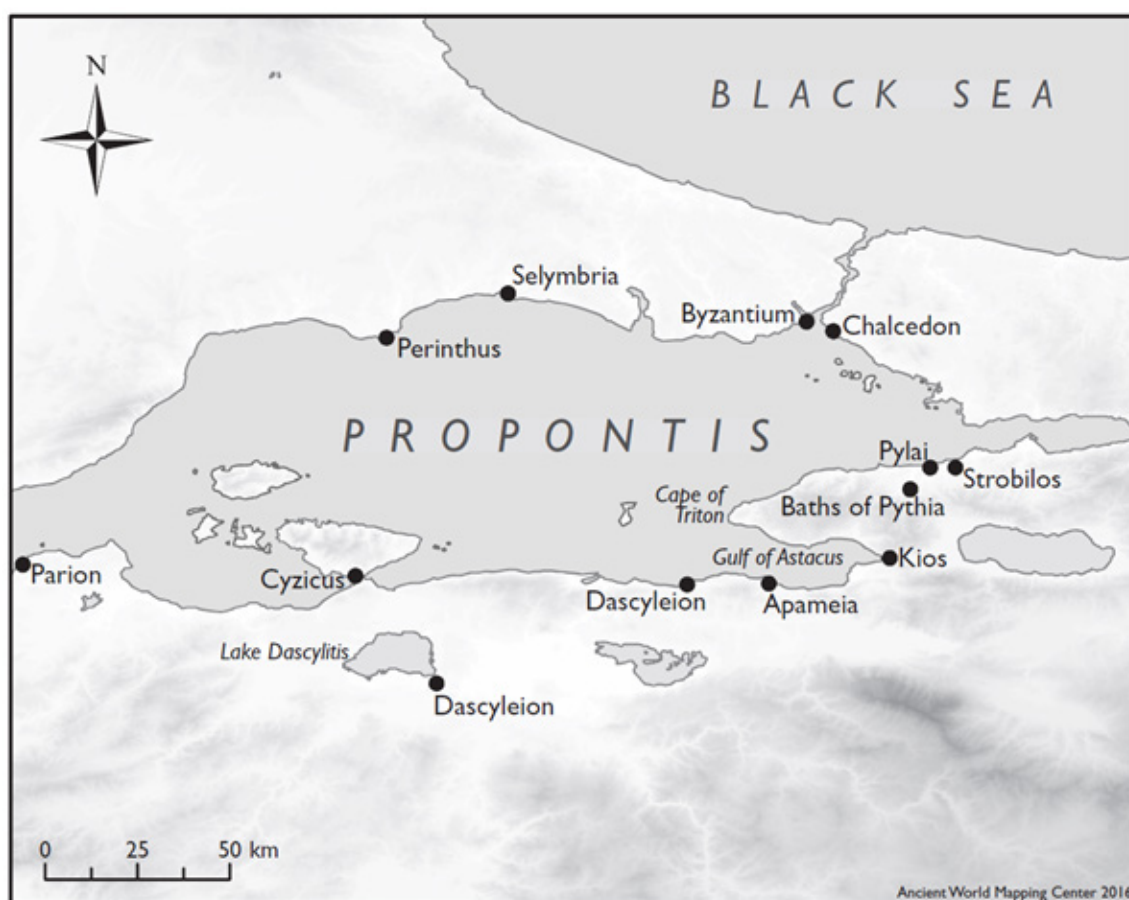 N
BLACK SEA
Selymbria
Byzantium
Chalcedon
Perinthus
PROPONTIS
Pylai
Strobilos
Cape of
Triton
Baths of Pythia
Gulf of Astacus
Kios
Parion
Cyzicus
Dascyleion
Apameia
Lake Dascylitis
Dascyleion
0 25 50 km
Ancient World Mapping Center 2016